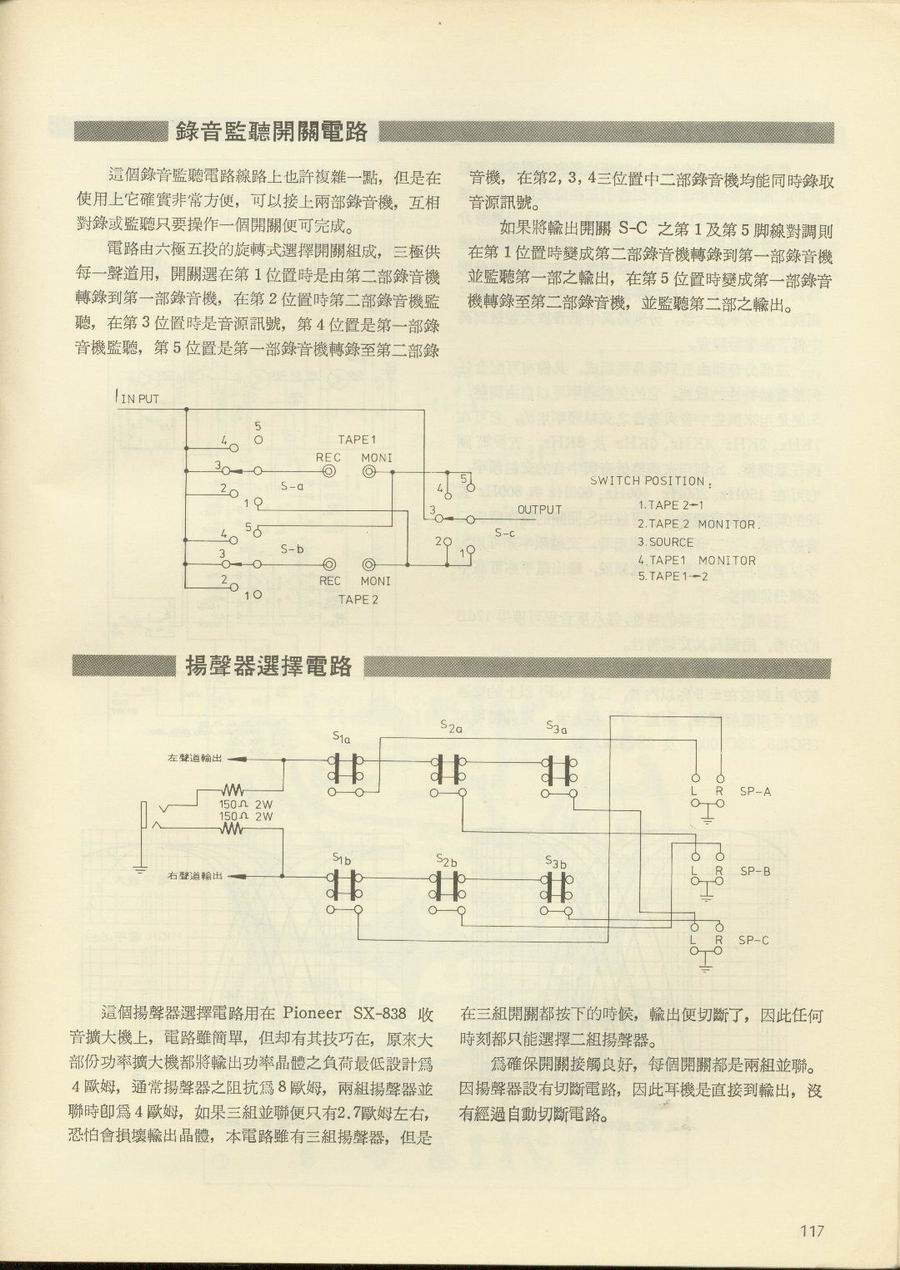 錄音監聽開關電路
這個錄音監聽電路線路上也許複雜一點，但是在
使用上它確實非常方便，可以接上兩部錄音機，互相
對錄或監聽只要操作一個開關便可完成。
電路由六極五投的旋轉式選擇開關組成，三極供
每一聲道用，開關選在第1位置時是由第二部錄音機
轉錄到第一部錄音機，在第2位置時第二部錄音機監
聽，在第3位置時是音源訊號，第4位置是第一部錄
音機監聽，第5位置是第一部錄音機轉錄至第二部錄
音機，在第2，3，4三位置中二部錄音機均能同時錄取
音源訊號。
如果將輸出開關 S-C 之第1及第5脚線對調則
在第1位置時變成第二部錄音機轉錄到第一部錄音機
並監聽第一部之輸出，在第5位置時變成第一部錄音
機轉錄至第二部錄音機，並監聽第二部之輸出。
IN PUT
5
4
TAPE1
REC MONI
3
S-a
2
1
5
4
3
S-b
2
1
REC MONI
TAPE 2
4
5
3
OUTPUT
S-c
2
1
SWITCH POSITION :
1.TAPE 2→1
2.TAPE.2 MONITOR.
3.SOURCE
4.TAPE1 MONITOR
5.TAPE1→2
揚聲器選擇電路
S1a
S2a
S3a
左聲道輸出
150Ω 2W
150Ω 2W
右聲道輸出
S1b
S2b
S3b
L R SP-A
L R SP-B
L R SP-C
這個揚聲器選擇電路用在 Pioneer SX-838 收
音擴大機上，電路雖簡單，但却有其技巧在，原來大
部份功率擴大機都將輸出功率晶體之負荷最低設計爲
4歐姆，通常揚聲器之阻抗爲8歐姆，兩組揚聲器並
聯時卽爲4歐姆，如果三組並聯便只有2.7歐姆左右，
恐怕會損壞輸出晶體，本電路雖有三組揚聲器，但是
在三組開關都按下的時候，輸出便切斷了，因此任何
時刻都只能選擇二組揚聲器。
爲確保開關接觸良好，每個開關都是兩組並聯。
因揚聲器設有切斷電路，因此耳機是直接到輸出，沒
有經過自動切斷電路。
117